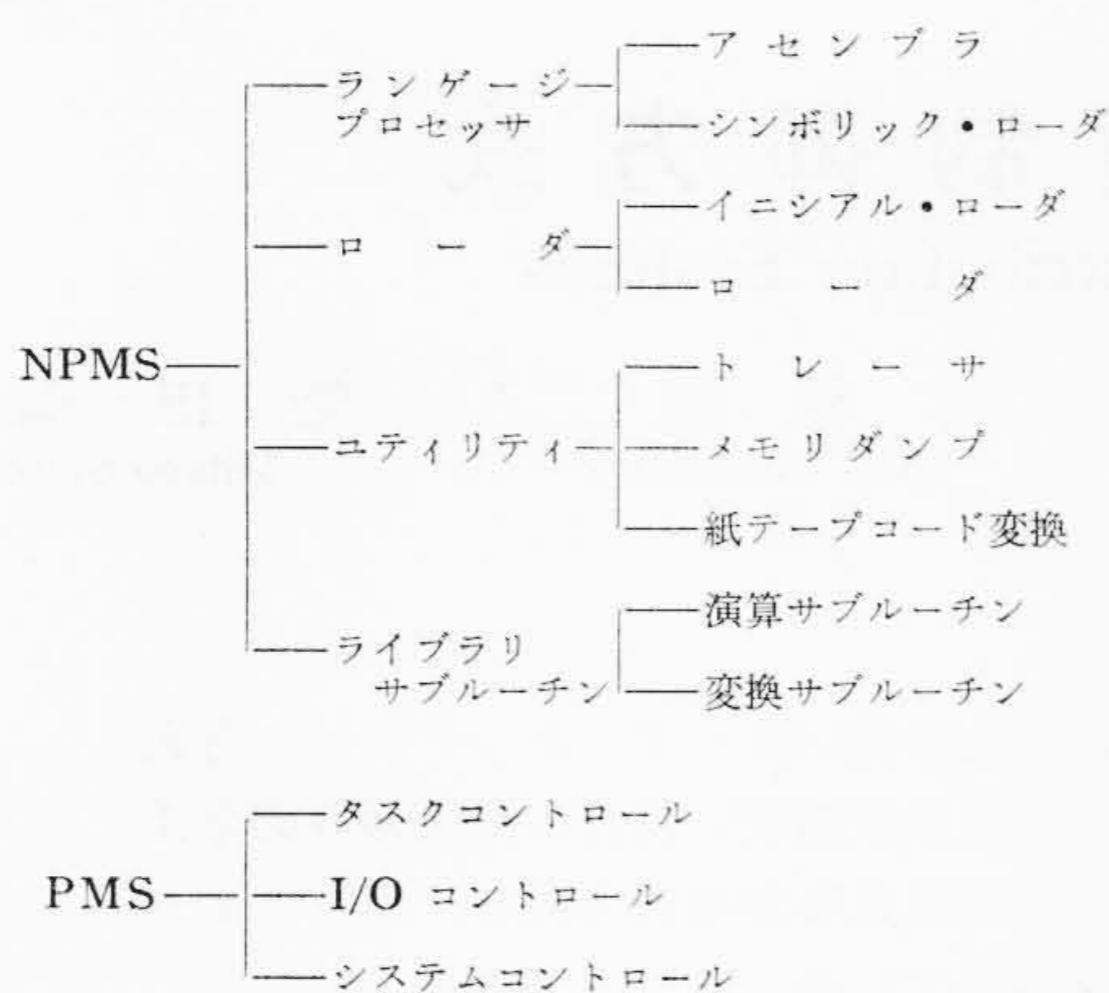 アセンブラ
ランゲージ
プロセッサ
シンボリック・ローダ
イニシアル・ローダ
ローダ
ローダ
NPMS
トレーサ
ユティリティ
メモリダンプ
紙テープコード変換
演算サブルーチン
ライブラリ
サブルーチン
変換サブルーチン
タスクコントロール
PMS
I/O コントロール
システムコントロール